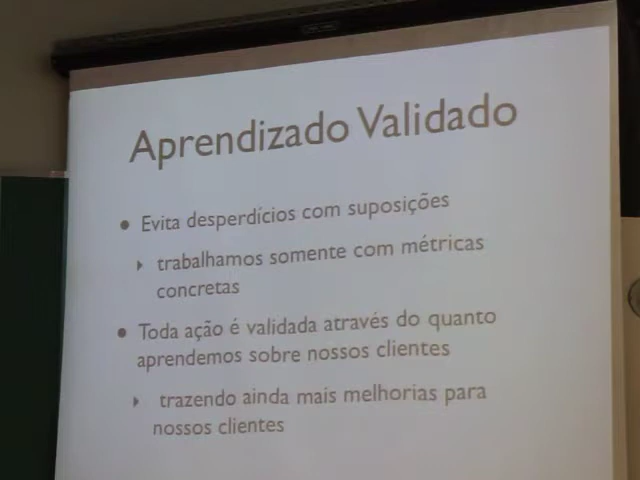 Aprendizado Validado
• Evita desperdícios com suposições
‣ trabalhamos somente com métricas
concretas
• Toda ação é validada através do quanto
aprendemos sobre nossos clientes
‣ trazendo ainda mais melhorias para
nossos clientes